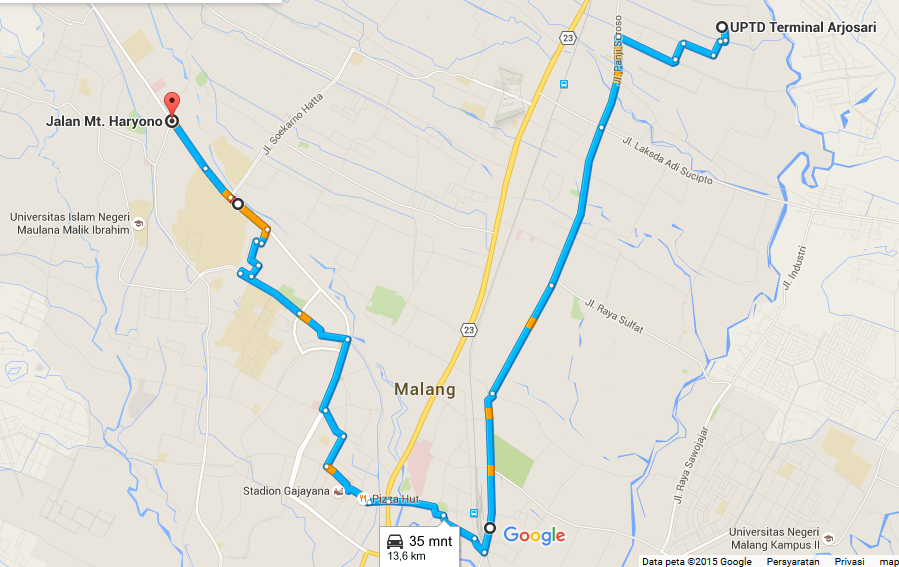 UPTD Terminal Arjosari
23
Jl. Panji Suroso
Jalan Mt. Haryono
Jl. Soekarno Hatta
Jl. Laksda Adi Sucipto
Universitas Islam Negeri
Maulana Malik Ibrahim
Jl. Industri
Jl. Raya Sulfat
23
Malang
Jl. Raya Sawojajar
Stadion Gajayana
Pizza Hut
Google
Universitas Negeri
Malang Kampus II
35 mnt
13,6 km
Data peta ©2015 Google
Persyaratan
Privasi
map